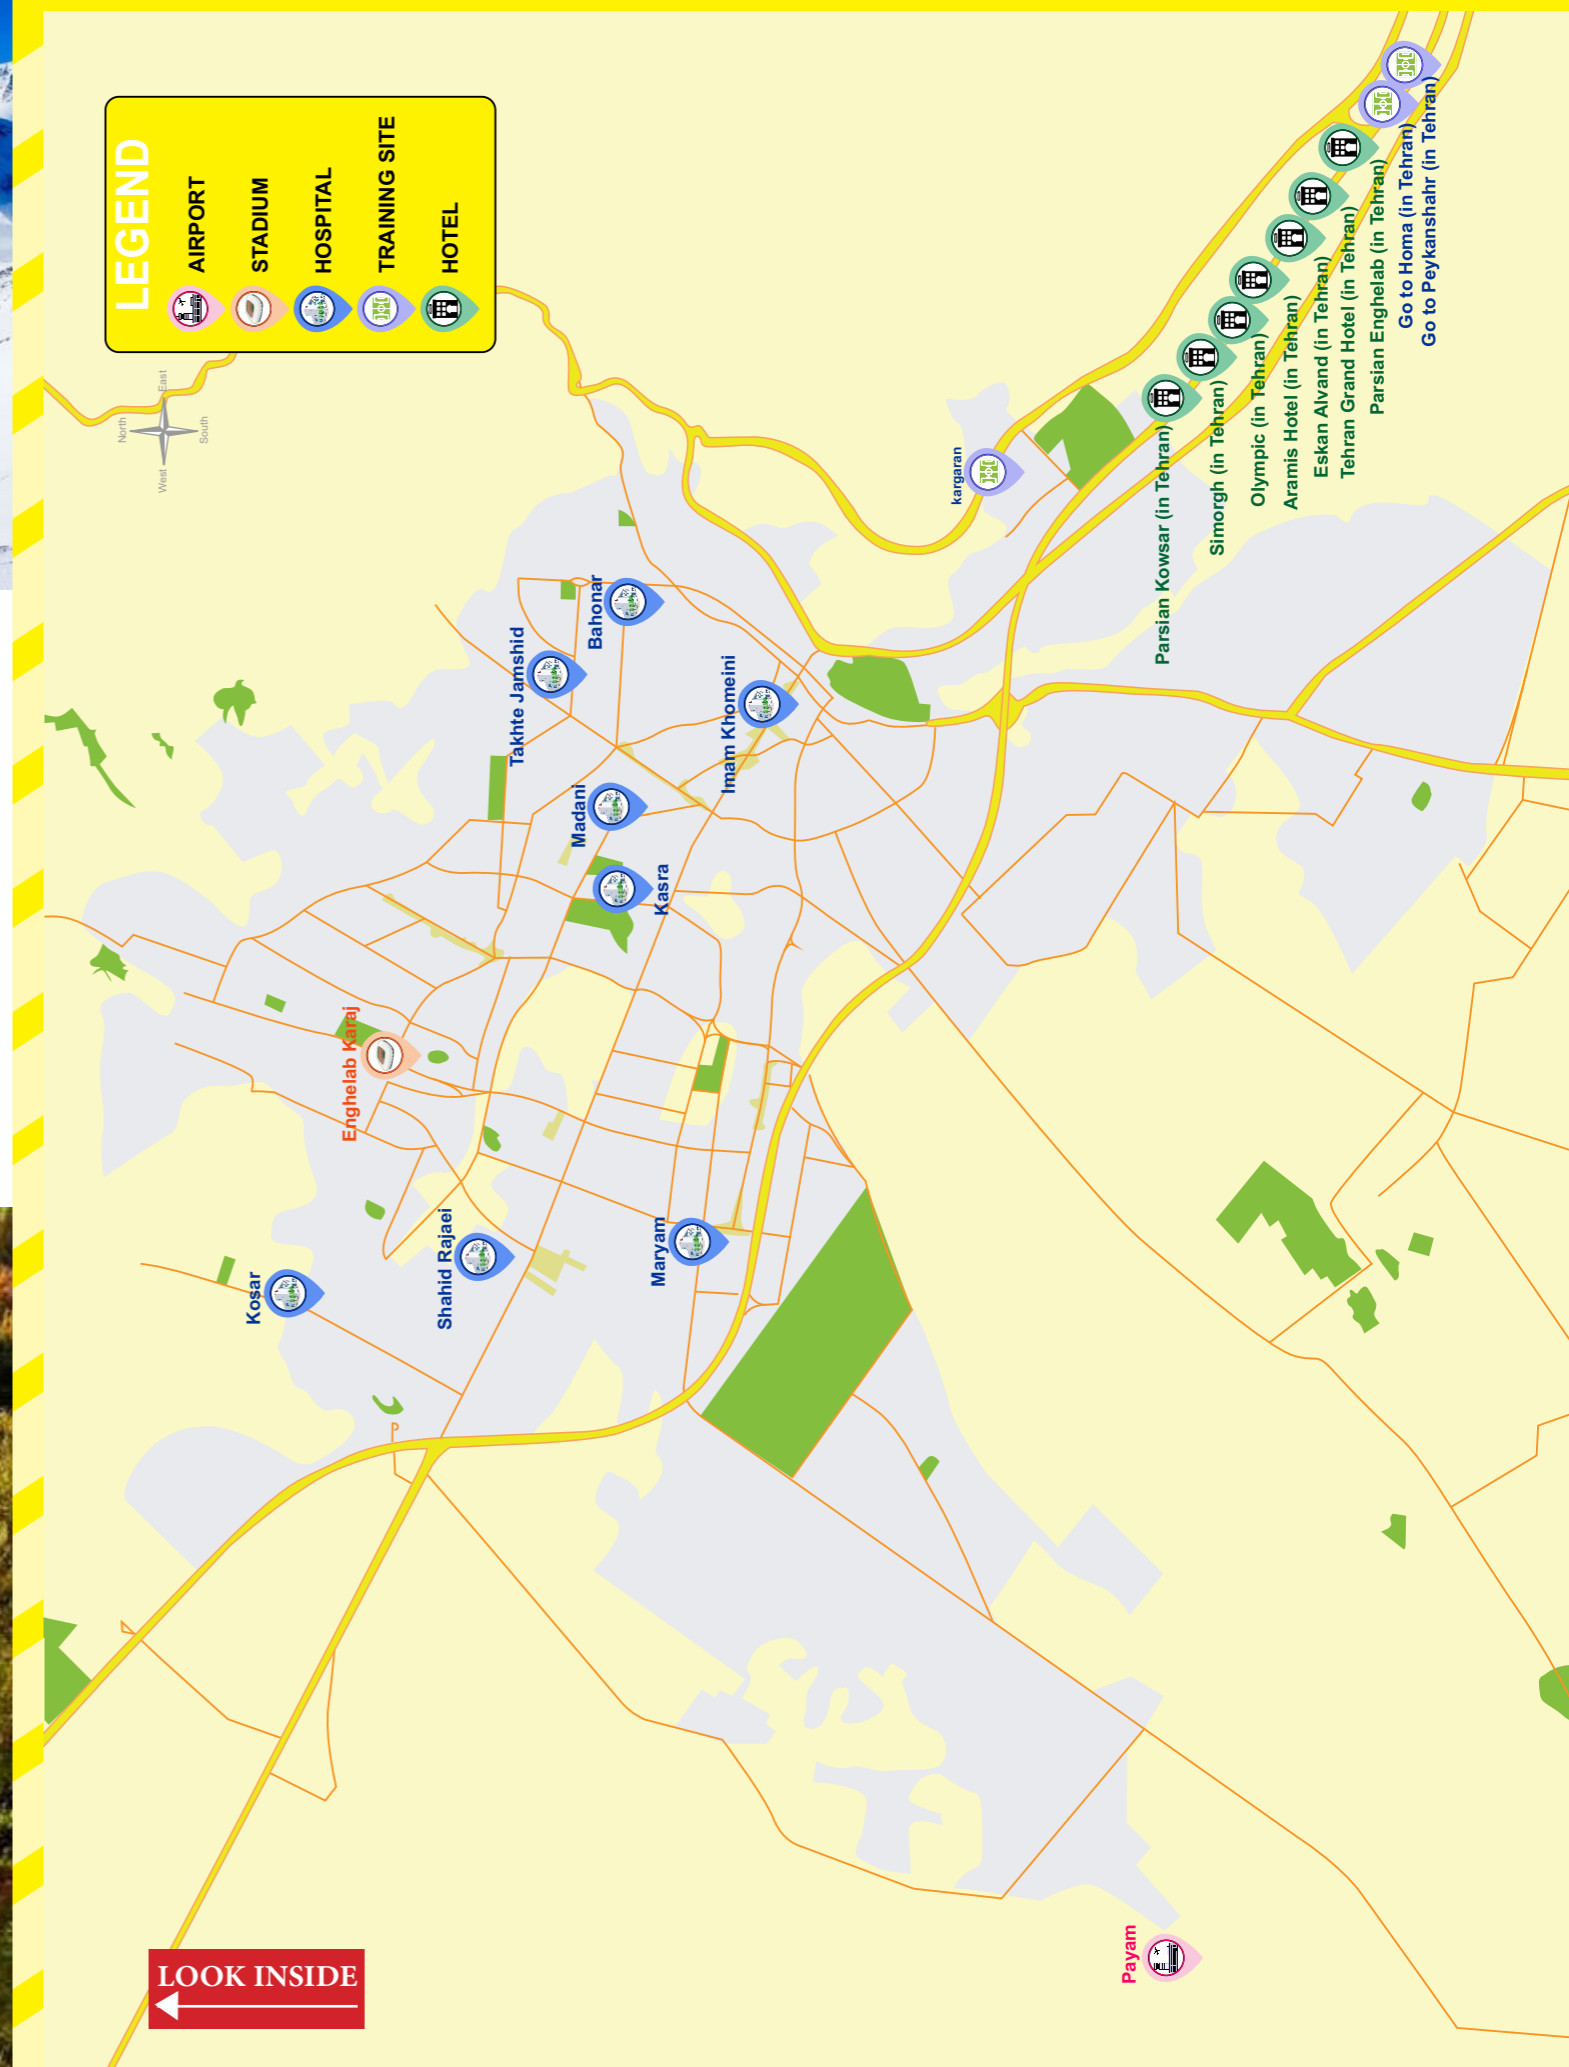 LEGEND
AIRPORT
STADIUM
HOSPITAL
TRAINING SITE
HOTEL
North
East
South
West
Kosar
Enghelab Karaj
Shahid Rajaei
Takhte Jamshid
Bahonar
Madani
Kasra
Maryam
Imam Khomeini
kargaran
Payam
Parsian Kowsar (in Tehran)
Simorgh (in Tehran)
Olympic (in Tehran)
Aramis Hotel (in Tehran)
Eskan Alvand (in Tehran)
Tehran Grand Hotel (in Tehran)
Parsian Enghelab (in Tehran)
Go to Homa (in Tehran)
Go to Peykanshahr (in Tehran)
LOOK INSIDE